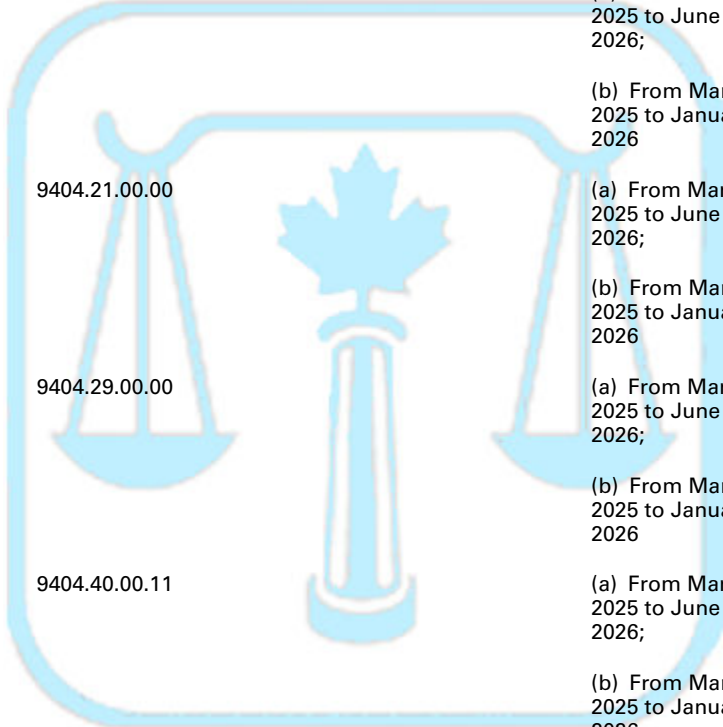 2025 to June
2026;
(b) From Mar
2025 to Janua
2026
9404.21.00.00
(a) From Mar
2025 to June
2026;
(b) From Mar
2025 to Janua
2026
9404.29.00.00
(a) From Mar
2025 to June
2026;
(b) From Mar
2025 to Janua
2026
9404.40.00.11
(a) From Mar
2025 to June
2026;
(b) From Mar
2025 to Janua